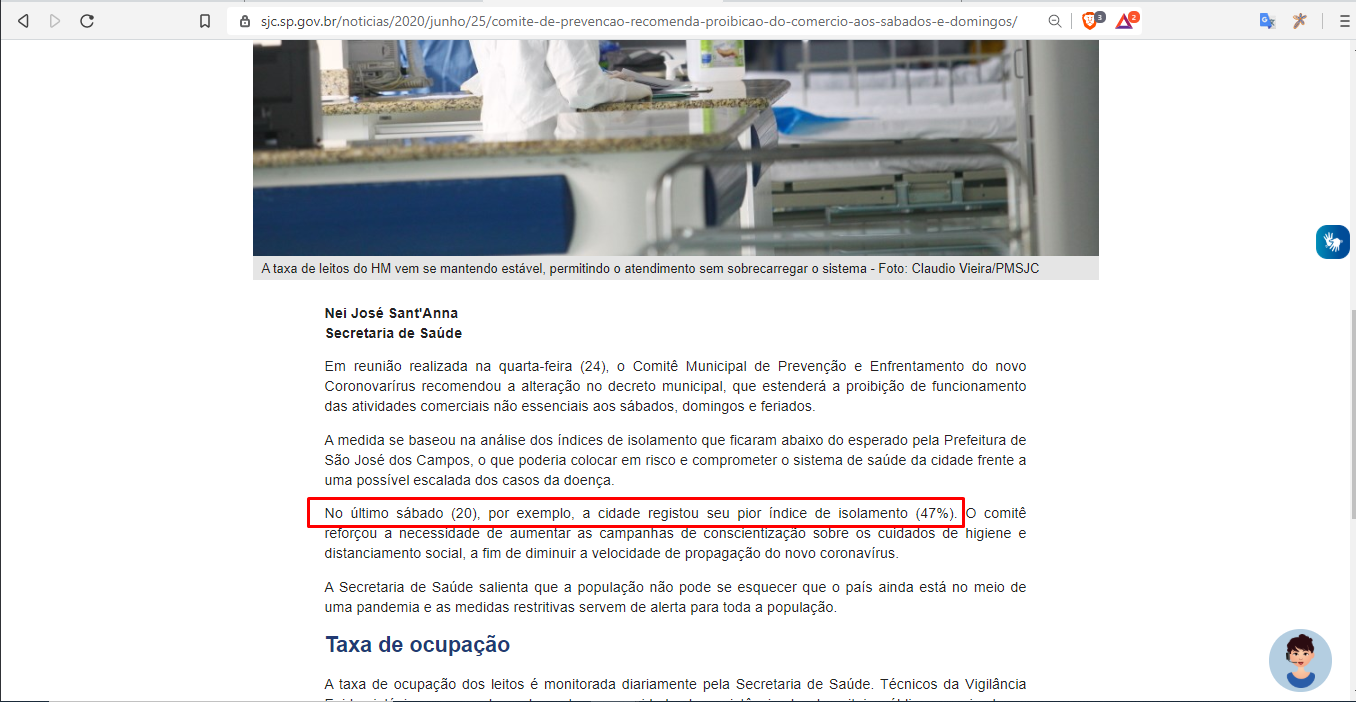 sjc.sp.gov.br/noticias/2020/junho/25/comite-de-prevencao-recomenda-proibicao-do-comercio-aos-sabados-e-domingos/
3
2
A taxa de leitos do HM vem se mantendo estável, permitindo o atendimento sem sobrecarregar o sistema - Foto: Claudio Vieira/PMSJC
Nei José Sant'Anna
Secretaria de Saúde
Em reunião realizada na quarta-feira (24), o Comitê Municipal de Prevenção e Enfrentamento do novo
Coronovarírus recomendou a alteração no decreto municipal, que estenderá a proibição de funcionamento
das atividades comerciais não essenciais aos sábados, domingos e feriados.
A medida se baseou na análise dos índices de isolamento que ficaram abaixo do esperado pela Prefeitura de
São José dos Campos, o que poderia colocar em risco e comprometer o sistema de saúde da cidade frente a
uma possível escalada dos casos da doença.
No último sábado (20), por exemplo, a cidade registou seu pior índice de isolamento (47%). O comitê
reforçou a necessidade de aumentar as campanhas de conscientização sobre os cuidados de higiene e
distanciamento social, a fim de diminuir a velocidade de propagação do novo coronavírus.
A Secretaria de Saúde salienta que a população não pode se esquecer que o país ainda está no meio de
uma pandemia e as medidas restritivas servem de alerta para toda a população.
Taxa de ocupação
A taxa de ocupação dos leitos é monitorada diariamente pela Secretaria de Saúde. Técnicos da Vigilância